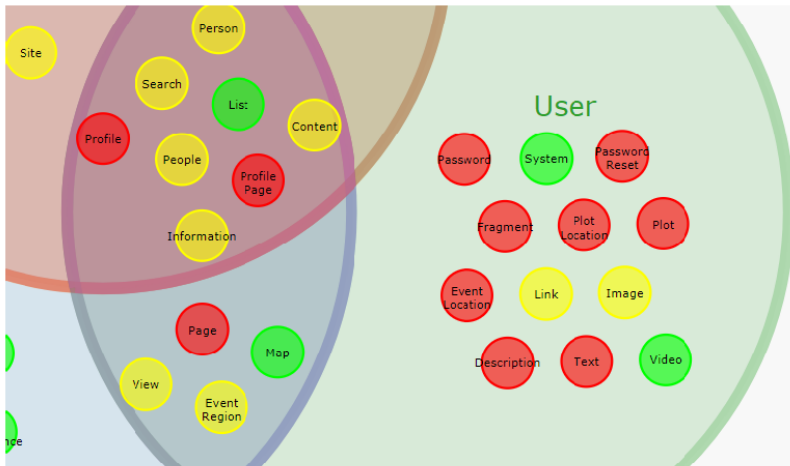 Person
Site
Search
List
Content
User
Profile
People
Password
System
Password
Reset
Profile
Page
Information
Fragment
Plot
Location
Plot
Event
Location
Link
Image
Page
Map
Description
Text
Video
View
Event
Region
nce